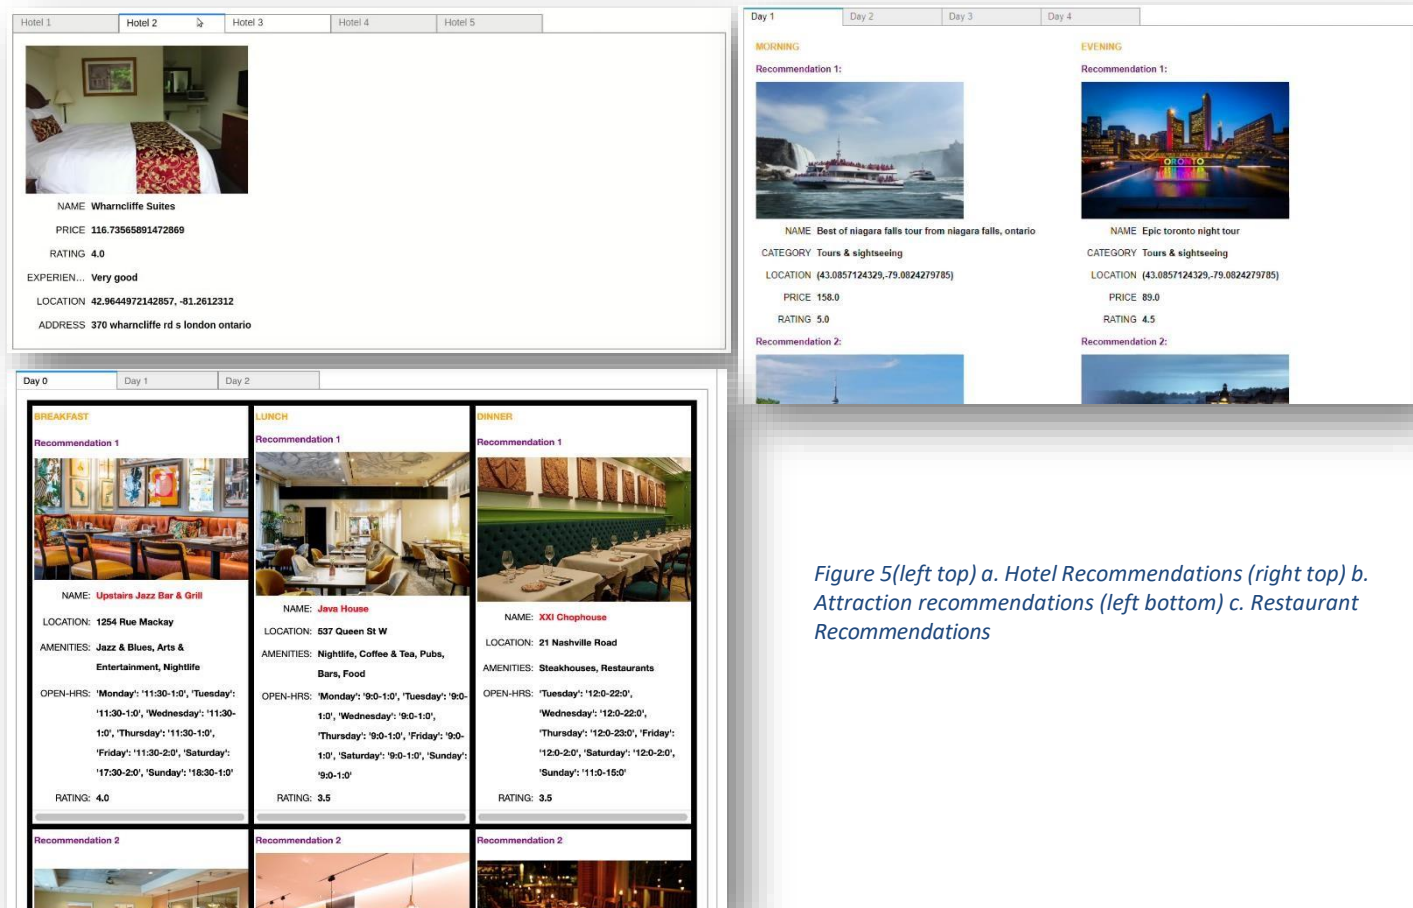 Hotel 1
Hotel 2
Hotel 3
Hotel 4
Hotel 5
NAME Wharncliffe Suites
PRICE 116.73565891472869
RATING 4.0
EXPERIEN... Very good
LOCATION 42.9644972142857, -81.2612312
ADDRESS 370 wharncliffe rd s london ontario
Day 1
Day 2
Day 3
Day 4
MORNING
Recommendation 1:
NAME Best of niagara falls tour from niagara falls, ontario
CATEGORY Tours & sightseeing
LOCATION (43.0857124329,-79.0824279785)
PRICE 158.0
RATING 5.0
Recommendation 2:
EVENING
Recommendation 1:
TORONTO
NAME Epic toronto night tour
CATEGORY Tours & sightseeing
LOCATION (43.0857124329,-79.0824279785)
PRICE 89.0
RATING 4.5
Recommendation 2:
Day 0
Day 1
Day 2
BREAKFAST
Recommendation 1
NAME: Upstairs Jazz Bar & Grill
LOCATION: 1254 Rue Mackay
AMENITIES: Jazz & Blues, Arts &
Entertainment, Nightlife
OPEN-HRS: 'Monday': '11:30-1:0', 'Tuesday':
'11:30-1:0', 'Wednesday': '11:30-
1:0', 'Thursday': '11:30-1:0',
'Friday': '11:30-2:0', 'Saturday':
'17:30-2:0', 'Sunday': '18:30-1:0'
RATING: 4.0
Recommendation 2
LUNCH
Recommendation 1
NAME: Java House
LOCATION: 537 Queen St W
AMENITIES: Nightlife, Coffee & Tea, Pubs,
Bars, Food
OPEN-HRS: 'Monday': '9:0-1:0', 'Tuesday': '9:0-
1:0', 'Wednesday': '9:0-1:0',
'Thursday': '9:0-1:0', 'Friday': '9:0-
1:0', 'Saturday': '9:0-1:0', 'Sunday':
'9:0-1:0'
RATING: 3.5
Recommendation 2
DINNER
Recommendation 1
NAME: XXI Chophouse
LOCATION: 21 Nashville Road
AMENITIES: Steakhouses, Restaurants
OPEN-HRS: 'Tuesday': '12:0-22:0',
'Wednesday': '12:0-22:0',
'Thursday': '12:0-23:0', 'Friday':
'12:0-2:0', 'Saturday': '12:0-2:0',
'Sunday': '11:0-15:0'
RATING: 3.5
Recommendation 2
Figure 5(left top) a. Hotel Recommendations (right top) b.
Attraction recommendations (left bottom) c. Restaurant
Recommendations